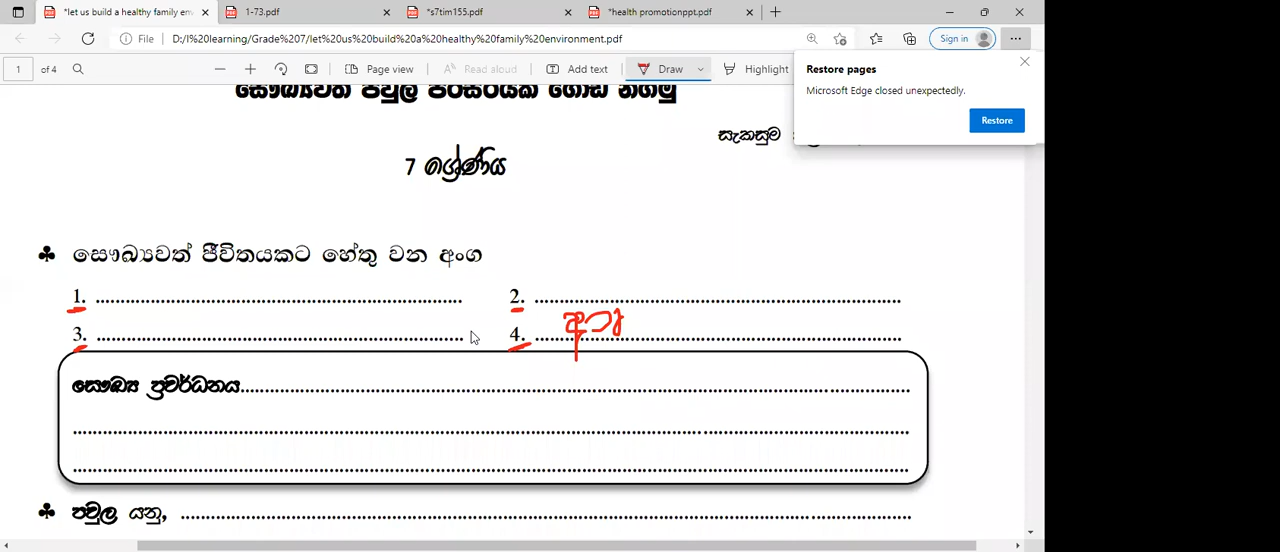 *let us build a healthy family en
1-73.pdf
*s7tim155.pdf
*health promotionppt.pdf
File D:/I%20learning/Grade%207/let%20us%20build%20a%20healthy%20family%20environment.pdf
Sign in
1 of 4 Page view Read aloud Add text Draw Highlight
Restore pages
Microsoft Edge closed unexpectedly.
Restore
සෞඛ්‍යවත් පවුල් පරිසරයක් ගොඩ නගමු
සැකසුම
7 ශ්‍රේණිය
♣ සෞඛ්‍යවත් ජීවිතයකට හේතු වන අංග
1. ........................................ 2. ........................................
3. ........................................ 4. ........................................
සෞඛ්‍ය ප්‍රවර්ධනය........................................
♣ පවුල යනු, ........................................